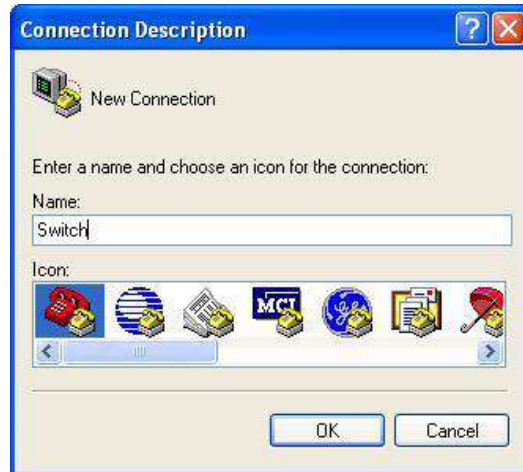 Connection Description
New Connection
Enter a name and choose an icon for the connection:
Name:
Switch
Icon:
MCI
OK
Cancel